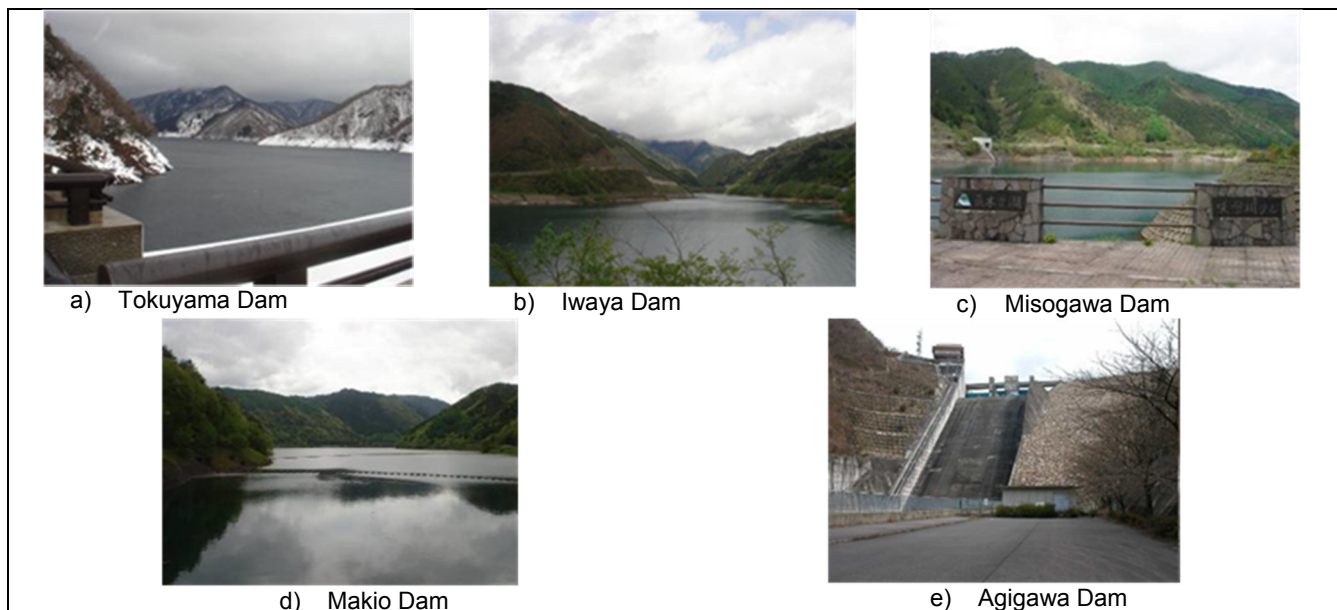 a) Tokuyama Dam
b) Iwaya Dam
c) Misogawa Dam
d) Makio Dam
e) Agigawa Dam